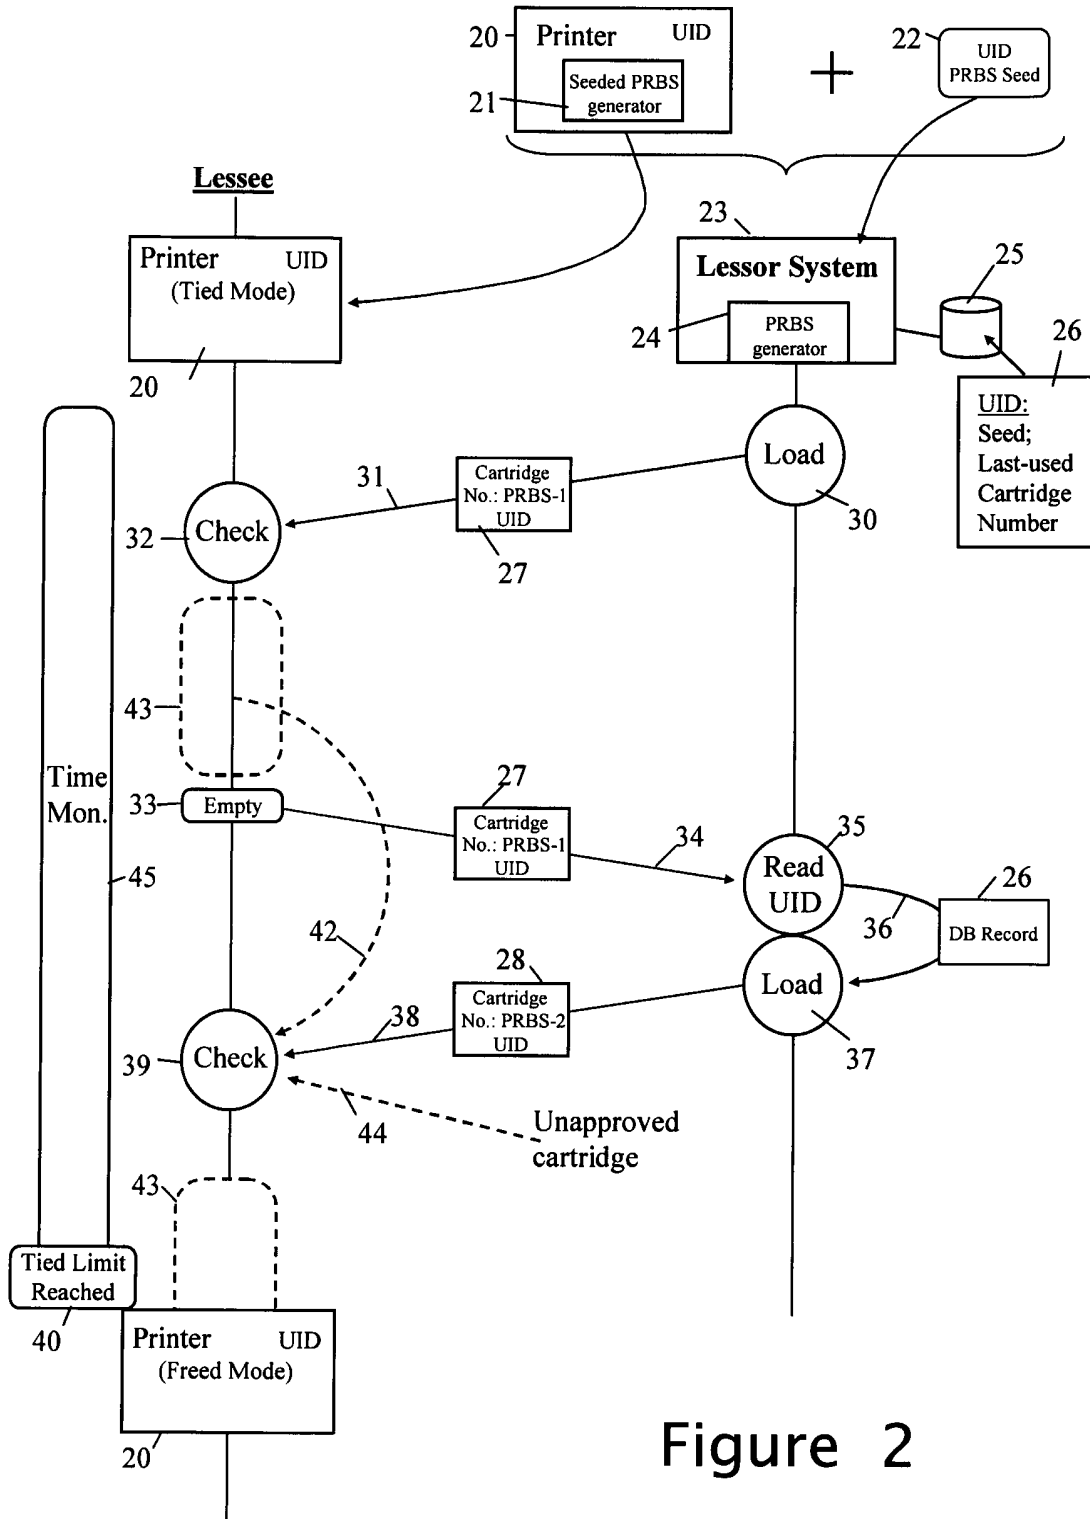 20
Printer UID
Seeded PRBS
generator
21
+
22
UID
PRBS Seed
Lessee
Printer UID
(Tied Mode)
20
23
Lessor System
24
PRBS
generator
25
26
UID:
Seed;
Last-used
Cartridge
Number
Load
30
31
Cartridge
No.: PRBS-1
UID
27
32
Check
43
Time
Mon.
45
33
Empty
27
Cartridge
No.: PRBS-1
UID
34
35
Read
UID
36
26
DB Record
42
28
Cartridge
No.: PRBS-2
UID
38
Load
37
39
Check
44
Unapproved
cartridge
43
Tied Limit
Reached
40
Printer UID
(Freed Mode)
20
Figure 2